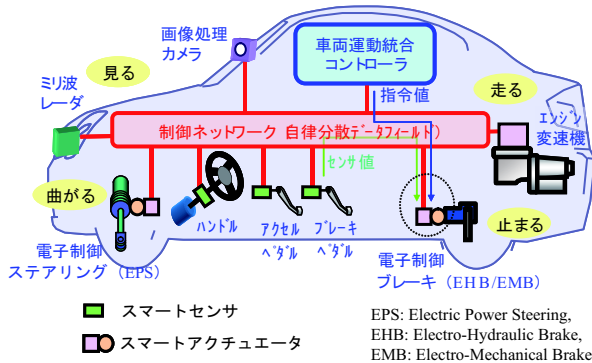 画像処理
カメラ
車両運動統合
コントローラ
見る
ミリ波
レーダ
指令値
走る
エンジン
変速機
制御ネットワーク 自律分散データフィールド)
センサ値
曲がる
ハンドル
アクセル
ペダル
ブレーキ
ペダル
止まる
電子制御
ステアリング (EPS)
電子制御
ブレーキ(EHB/EMB)
スマートセンサ
スマートアクチュエータ
EPS: Electric Power Steering,
EHB: Electro-Hydraulic Brake,
EMB: Electro-Mechanical Brake